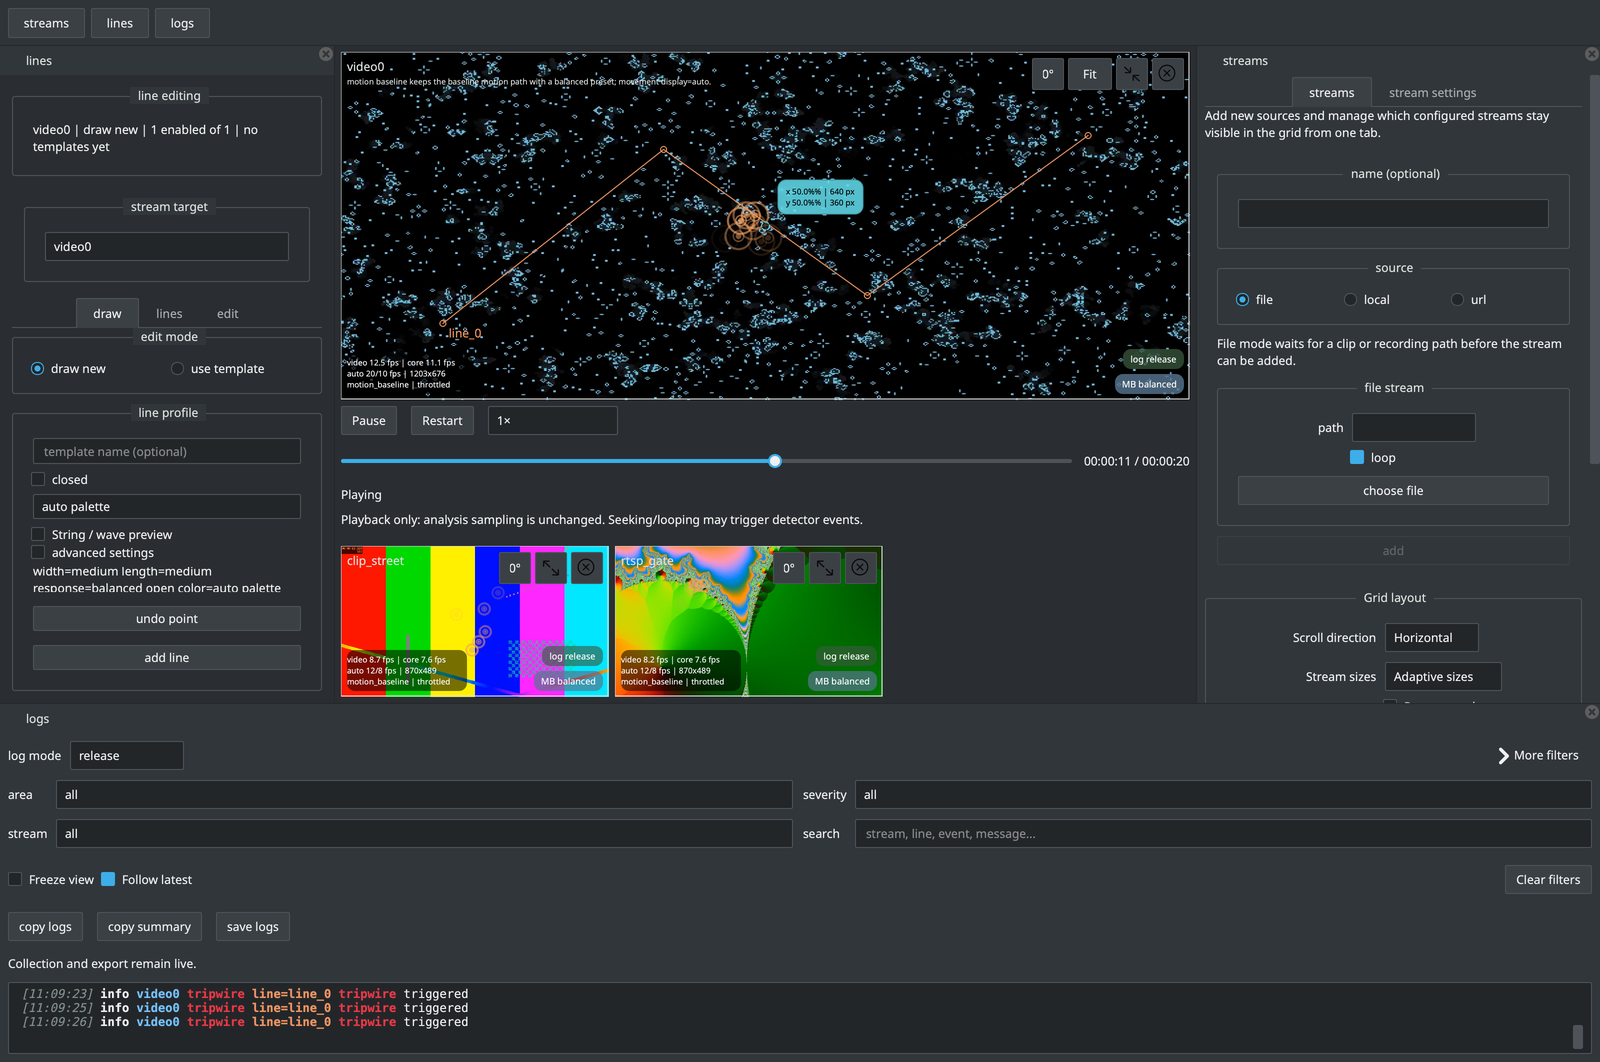 streams
lines
logs
lines
line editing
video0 | draw new | 1 enabled of 1 | no
templates yet
stream target
video0
draw
lines
edit
edit mode
draw new
use template
line profile
template name (optional)
closed
auto palette
String / wave preview
advanced settings
width=medium length=medium
response=balanced open color=auto palette
undo point
add line
video0
motion baseline keeps the baseline motion path with a balanced preset; movement display=auto.
0°
Fit
x 50.0%% | 640 px
y 50.0%% | 360 px
line_0
video 12.5 fps | core 11.1 fps
auto 20/10 fps | 1203x676
motion_baseline | throttled
log release
MB balanced
Pause
Restart
1×
00:00:11 / 00:00:20
Playing
Playback only: analysis sampling is unchanged. Seeking/looping may trigger detector events.
clip_street
0°
video 8.7 fps | core 7.6 fps
auto 12/8 fps | 870x489
motion_baseline | throttled
log release
MB balanced
rtsp_gate
0°
video 8.2 fps | core 7.6 fps
auto 12/8 fps | 870x489
motion_baseline | throttled
log release
MB balanced
streams
streams
stream settings
Add new sources and manage which configured streams stay
visible in the grid from one tab.
name (optional)
source
file
local
url
File mode waits for a clip or recording path before the stream
can be added.
file stream
path
loop
choose file
add
Grid layout
Scroll direction
Horizontal
Stream sizes
Adaptive sizes
logs
log mode
release
More filters
area
all
severity
all
stream
all
search
stream, line, event, message...
Freeze view
Follow latest
Clear filters
copy logs
copy summary
save logs
Collection and export remain live.
[11:09:23] info video0 tripwire line=line_0 tripwire triggered
[11:09:25] info video0 tripwire line=line_0 tripwire triggered
[11:09:26] info video0 tripwire line=line_0 tripwire triggered